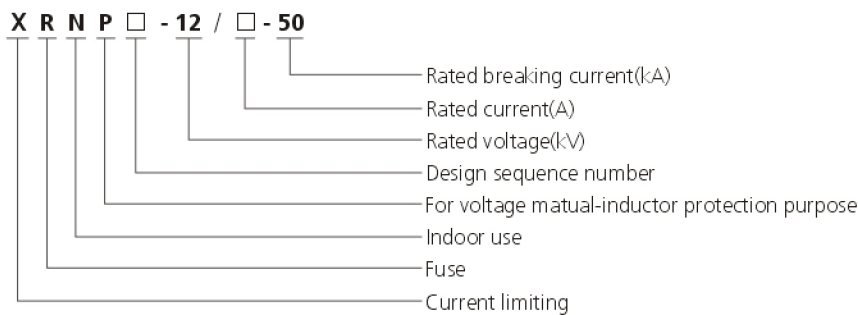 X R N P □ - 12 / □ - 50
Rated breaking current(kA)
Rated current(A)
Rated voltage(kV)
Design sequence number
For voltage matual-inductor protection purpose
Indoor use
Fuse
Current limiting